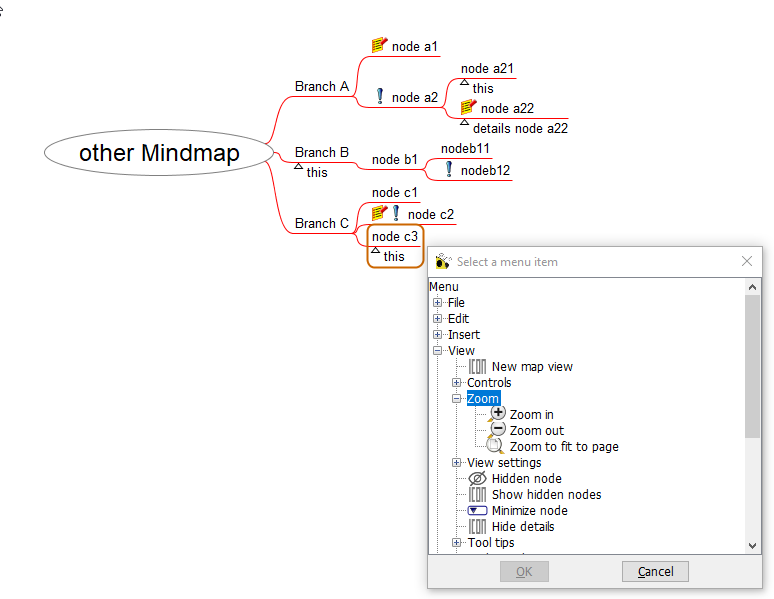 node a1
node a21
Branch A
this
node a2
node a22
details node a22
other Mindmap
Branch B
this
node b1
nodeb11
nodeb12
node c1
Branch C
node c2
node c3
this
Select a menu item
Menu
File
Edit
Insert
View
New map view
Controls
Zoom
Zoom in
Zoom out
Zoom to fit to page
View settings
Hidden node
Show hidden nodes
Minimize node
Hide details
Tool tips
OK
Cancel